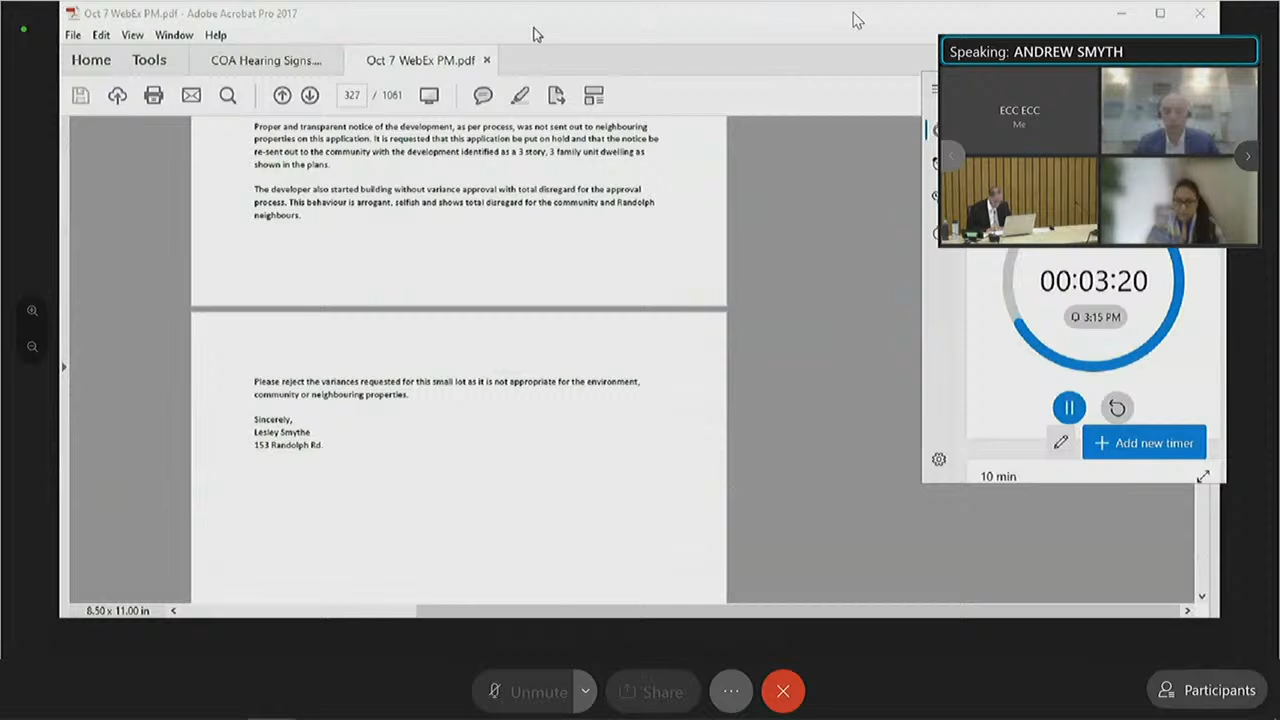 Oct 7 WebEx PM.pdf - Adobe Acrobat Pro 2017
File Edit View Window Help
Home Tools COA Hearing Signs.... Oct 7 WebEx PM.pdf ×
327 / 1061
Proper and transparent notice of the development, as per process, was not sent out to neighbouring
properties on this application. It is requested that this application be put on hold and that the notice be
re-sent out to the community with the development identified as a 3 story, 3 family unit dwelling as
shown in the plans.
The developer also started building without variance approval with total disregard for the approval
process. This behaviour is arrogant, selfish and shows total disregard for the community and Randolph
neighbours.
Please reject the variances requested for this small lot as it is not appropriate for the environment,
community or neighbouring properties.
Sincerely,
Lesley Smythe
153 Randolph Rd.
8.50 x 11.00 in
Speaking: ANDREW SMYTH
ECC ECC
Me
00:03:20
3:15 PM
Add new timer
10 min
Unmute
Share
Participants